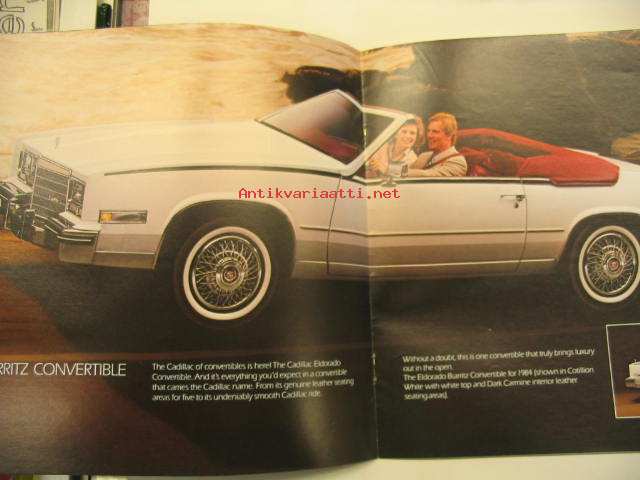 Antikvariaatti.net
RRITZ CONVERTIBLE
The Cadillac of convertibles is here! The Cadillac Eldorado
Convertible. And it's everything you'd expect in a convertible
that carries the Cadillac name. From its genuine leather seating
areas for five to its undeniably smooth Cadillac ride.
Without a doubt, this is one convertible that truly brings luxury
out in the open.
The Eldorado Biarritz Convertible for 1984 (shown in Cotillion
White with white top and Dark Carmine interior leather
seating areas).